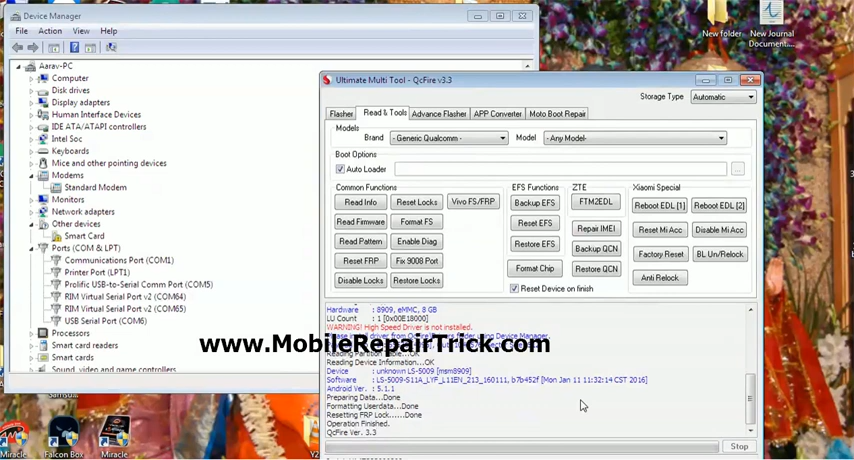 Device Manager
File Action View Help
Aarav-PC
Computer
Disk drives
Display adapters
Human Interface Devices
IDE ATA/ATAPI controllers
Intel Soc
Keyboards
Mice and other pointing devices
Modems
Standard Modem
Monitors
Network adapters
Other devices
Smart Card
Ports (COM & LPT)
Communications Port (COM1)
Printer Port (LPT1)
Prolific USB-to-Serial Comm Port (COM5)
RIM Virtual Serial Port v2 (COM64)
RIM Virtual Serial Port v2 (COM65)
USB Serial Port (COM6)
Processors
Smart card readers
Smart cards
Sound, video and game controllers
New folder
New Journal
Document....
Ultimate Multi Tool - QcFire v3.3
Storage Type Automatic
Flasher Read & Tools Advance Flasher APP Converter Moto Boot Repair
Models
Brand - Generic Qualcomm - Model - Any Model-
Boot Options
Auto Loader ...
Common Functions
Read Info Reset Locks Vivo FS/FRP
Read Firmware Format FS
Read Pattern Enable Diag
Reset FRP Fix 9008 Port
Disable Locks Restore Locks
EFS Functions
Backup EFS
Reset EFS
Restore EFS
Format Chip
Reset Device on finish
ZTE
FTM2EDL
Repair IMEI
Backup QCN
Restore QCN
Xiaomi Special
Reboot EDL [1] Reboot EDL [2]
Reset Mi Acc Disable Mi Acc
Factory Reset BL Un/Relock
Anti Relock
Hardware : 8909, eMMC, 8 GB
LU Count : 1 [0x00E18000]
WARNING! High Speed Driver is not installed.
using Device Manager.
www.MobileRepairTrick.com
Reading Partition Table...OK
Reading Device Information...OK
Device : unknown LS-5009 [msm8909]
Software : LS-5009-S11A_LYF_L11EN_213_160111, b7b452f [Mon Jan 11 11:32:14 CST 2016]
Android Ver. : 5.1.1
Preparing Data...Done
Formatting Userdata...Done
Resetting FRP Lock......Done
Operation Finished.
QcFire Ver. 3.3
Stop
Miracle
Falcon Box
Miracle